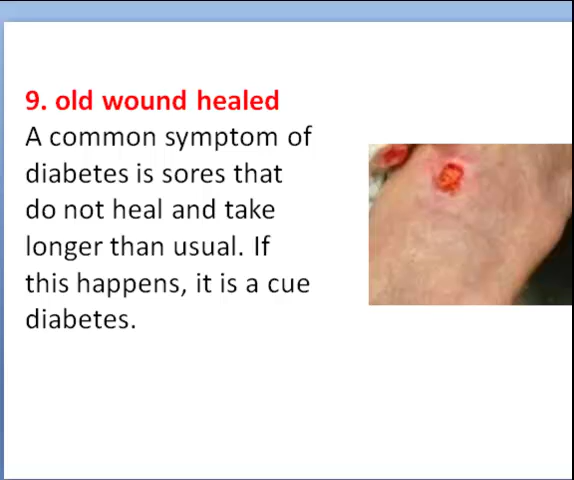 9. old wound healed
A common symptom of
diabetes is sores that
do not heal and take
longer than usual. If
this happens, it is a cue
diabetes.